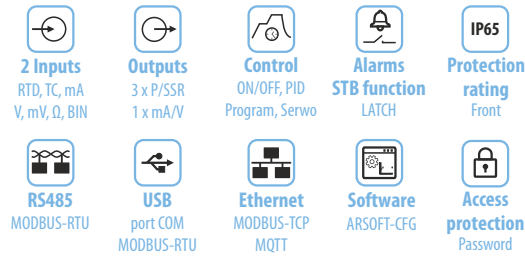 2 Inputs
RTD, TC, mA
V, mV, Ω, BIN
Outputs
3 x P/SSR
1 x mA/V
Control
ON/OFF, PID
Program, Servo
Alarms
STB function
LATCH
IP65
Protection
rating
Front
RS485
MODBUS-RTU
USB
port COM
MODBUS-RTU
Ethernet
MODBUS-TCP
MQTT
Software
ARSOFT-CFG
Access
protection
Password